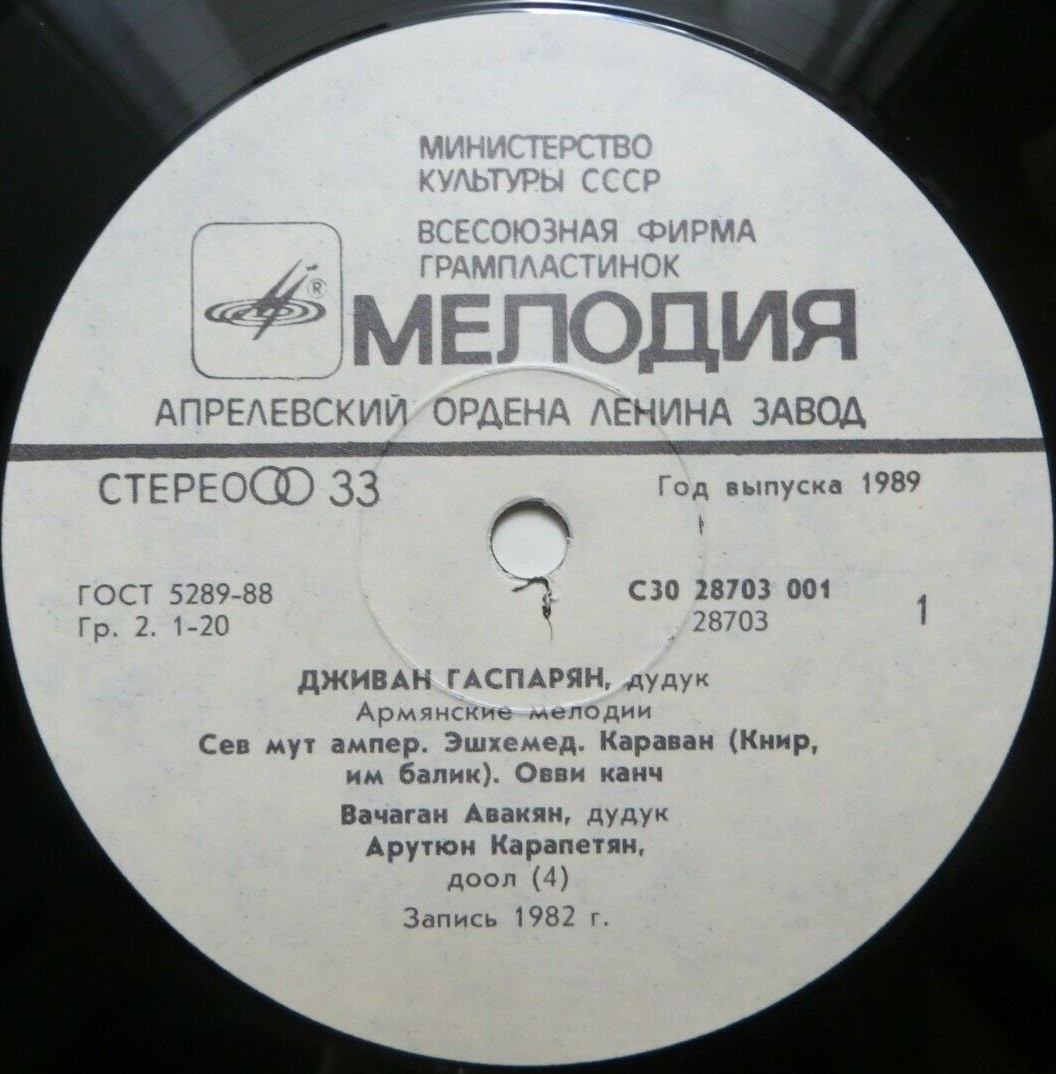 МИНИСТЕРСТВО
КУЛЬТУРЫ СССР
ВСЕСОЮЗНАЯ ФИРМА
ГРАМПЛАСТИНОК
®
МЕЛОДИЯ
АПРЕЛЕВСКИЙ ОРДЕНА ЛЕНИНА ЗАВОД
СТЕРЕО 33
Год выпуска 1989
ГОСТ 5289-88
Гр. 2. 1-20
С30 28703 001
28703
1
ДЖИВАН ГАСПАРЯН, дудук
Армянские мелодии
Сев мут ампер. Эшхемед. Караван (Книр,
им балик). Овви канч
Вачаган Авакян, дудук
Арутюн Карапетян,
доол (4)
Запись 1982 г.